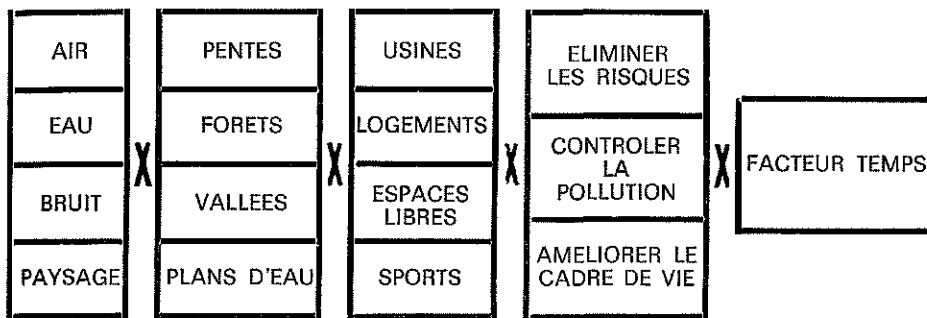 AIR
EAU
BRUIT
PAYSAGE
X
PENTES
FORETS
VALLEES
PLANS D'EAU
X
USINES
LOGEMENTS
ESPACES
LIBRES
SPORTS
X
ELIMINER
LES RISQUES
CONTROLER
LA
POLLUTION
AMELIORER LE
CADRE DE VIE
X
FACTEUR TEMPS